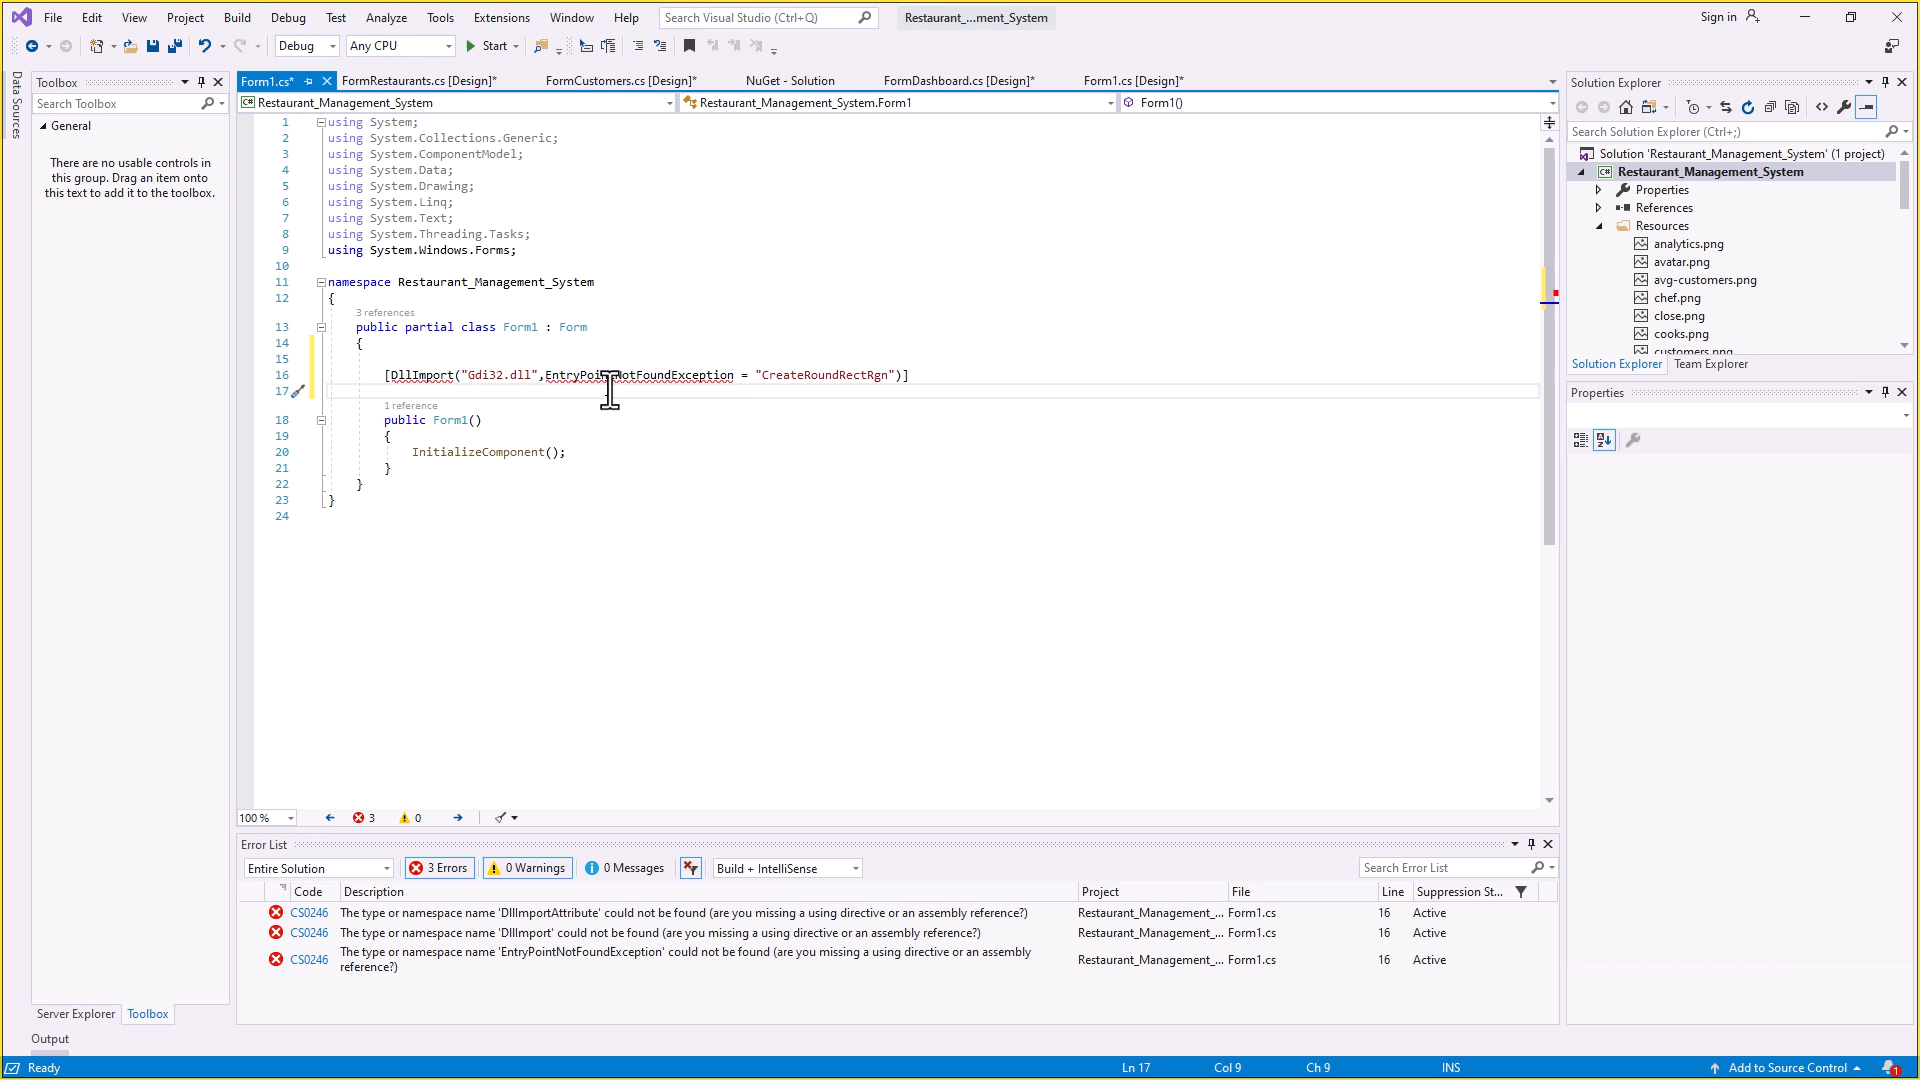 File Edit View Project Build Debug Test Analyze Tools Extensions Window Help Search Visual Studio (Ctrl+Q) Restaurant_...ment_System Sign in
Debug Any CPU Start
Data Sources
Toolbox
Search Toolbox
General
There are no usable controls in
this group. Drag an item onto
this text to add it to the toolbox.
Server Explorer Toolbox
Form1.cs* FormRestaurants.cs [Design]* FormCustomers.cs [Design]* NuGet - Solution FormDashboard.cs [Design]* Form1.cs [Design]*
C# Restaurant_Management_System Restaurant_Management_System.Form1 Form1()
1 using System;
2 using System.Collections.Generic;
3 using System.ComponentModel;
4 using System.Data;
5 using System.Drawing;
6 using System.Linq;
7 using System.Text;
8 using System.Threading.Tasks;
9 using System.Windows.Forms;
10
11 namespace Restaurant_Management_System
12 {
3 references
13 public partial class Form1 : Form
14 {
15
16 [DllImport("Gdi32.dll",EntryPointNotFoundException = "CreateRoundRectRgn")]
17
1 reference
18 public Form1()
19 {
20 InitializeComponent();
21 }
22 }
23 }
24
100 % 3 0
Error List
Entire Solution 3 Errors 0 Warnings 0 Messages Build + IntelliSense Search Error List
Code Description Project File Line Suppression St...
CS0246 The type or namespace name 'DllImportAttribute' could not be found (are you missing a using directive or an assembly reference?) Restaurant_Management_... Form1.cs 16 Active
CS0246 The type or namespace name 'DllImport' could not be found (are you missing a using directive or an assembly reference?) Restaurant_Management_... Form1.cs 16 Active
CS0246 The type or namespace name 'EntryPointNotFoundException' could not be found (are you missing a using directive or an assembly
reference?) Restaurant_Management_... Form1.cs 16 Active
Solution Explorer
Search Solution Explorer (Ctrl+;)
Solution 'Restaurant_Management_System' (1 project)
C# Restaurant_Management_System
Properties
References
Resources
analytics.png
avatar.png
avg-customers.png
chef.png
close.png
cooks.png
customers.png
Solution Explorer Team Explorer
Properties
Output
Ready Ln 17 Col 9 Ch 9 INS Add to Source Control 1